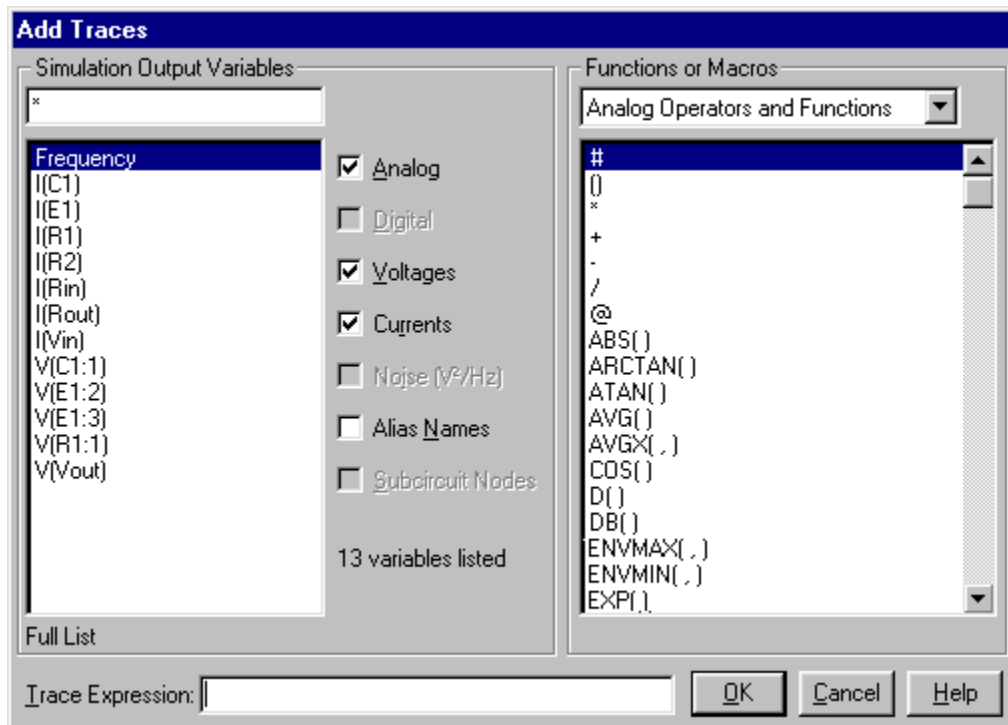 Add Traces
Simulation Output Variables
*
Frequency
I(C1)
I(E1)
I(R1)
I(R2)
I(Rin)
I(Rout)
I(Vin)
V(C1:1)
V(E1:2)
V(E1:3)
V(R1:1)
V(Vout)
Full List
Analog
Digital
Voltages
Currents
Noise (V²/Hz)
Alias Names
Subcircuit Nodes
13 variables listed
Functions or Macros
Analog Operators and Functions
#
()
*
+
-
/
@
ABS( )
ARCTAN( )
ATAN( )
AVG( )
AVGX( , )
COS( )
D( )
DB( )
ENVMAX( , )
ENVMIN( , )
EXP( )
Trace Expression:
OK
Cancel
Help